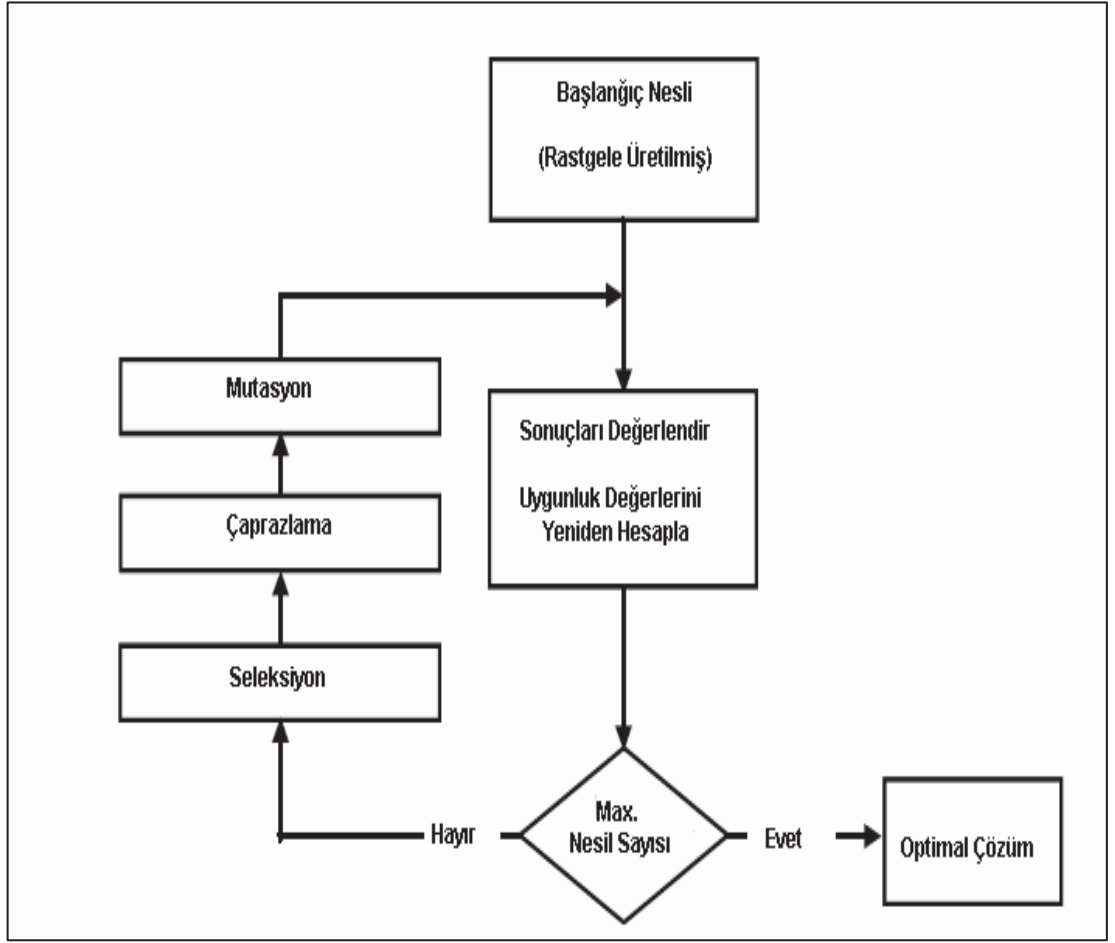 Başlanğıç Nesli
(Rastgele Üretilmiş)
Mutasyon
Sonuçları Değerlendir
Uygunluk Değerlerini
Yeniden Hesapla
Çaprazlama
Seleksiyon
Max.
Nesil Sayısı
Hayır
Evet
Optimal Çözüm